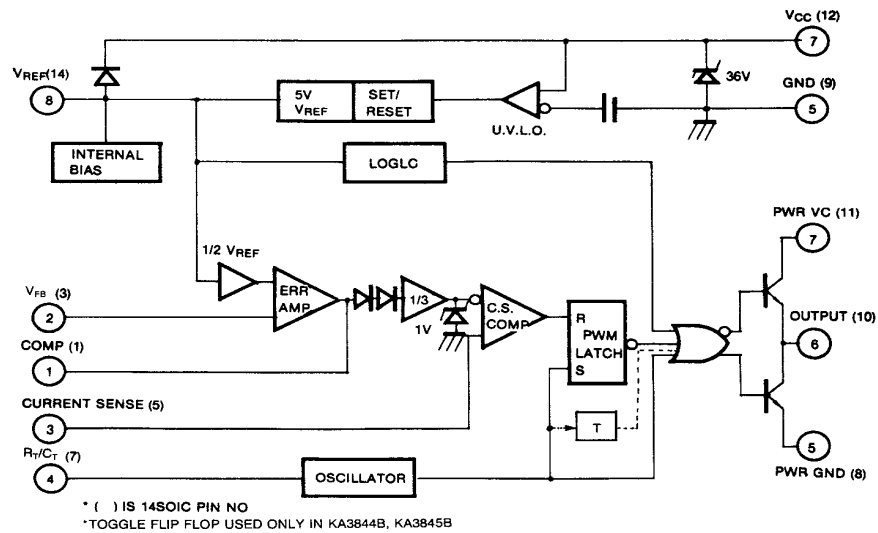 VCC (12)
7
VREF(14)
8
5V
VREF
SET/
RESET
36V
GND (9)
5
U.V.L.O.
INTERNAL
BIAS
LOGLC
PWR VC (11)
7
1/2 VREF
ERR
AMP
1/3
C.S.
COMP
1V
VFB (3)
2
COMP (1)
1
R
PWM
LATCH
S
OUTPUT (10)
6
CURRENT SENSE (5)
3
T
5
PWR GND (8)
RT/CT (7)
4
OSCILLATOR
* ( ) IS 14SOIC PIN NO
*TOGGLE FLIP FLOP USED ONLY IN KA3844B, KA3845B